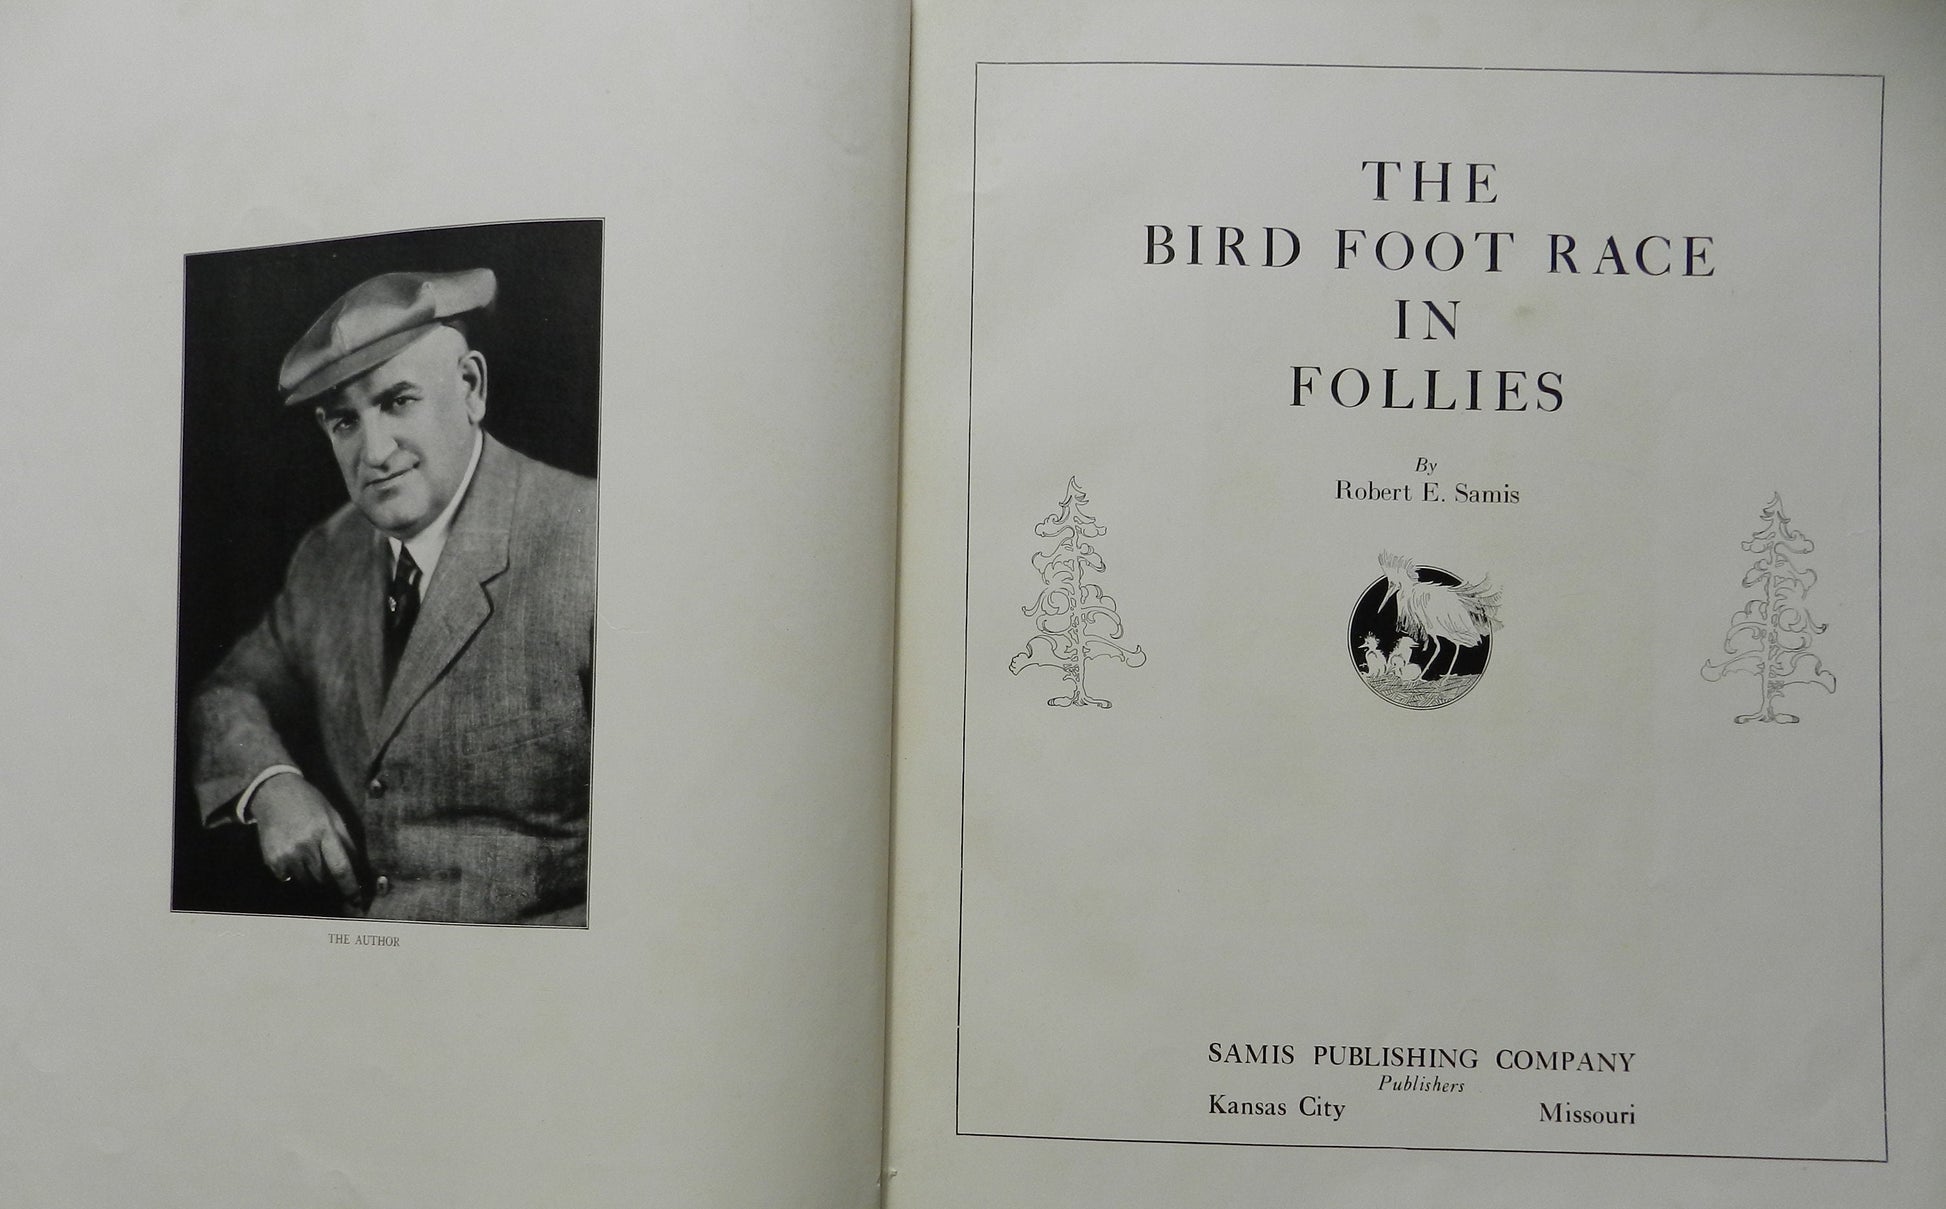 THE AUTHOR
THE
BIRD FOOT RACE
IN
FOLLIES
By
Robert E. Samis
SAMIS PUBLISHING COMPANY
Publishers
Kansas City Missouri